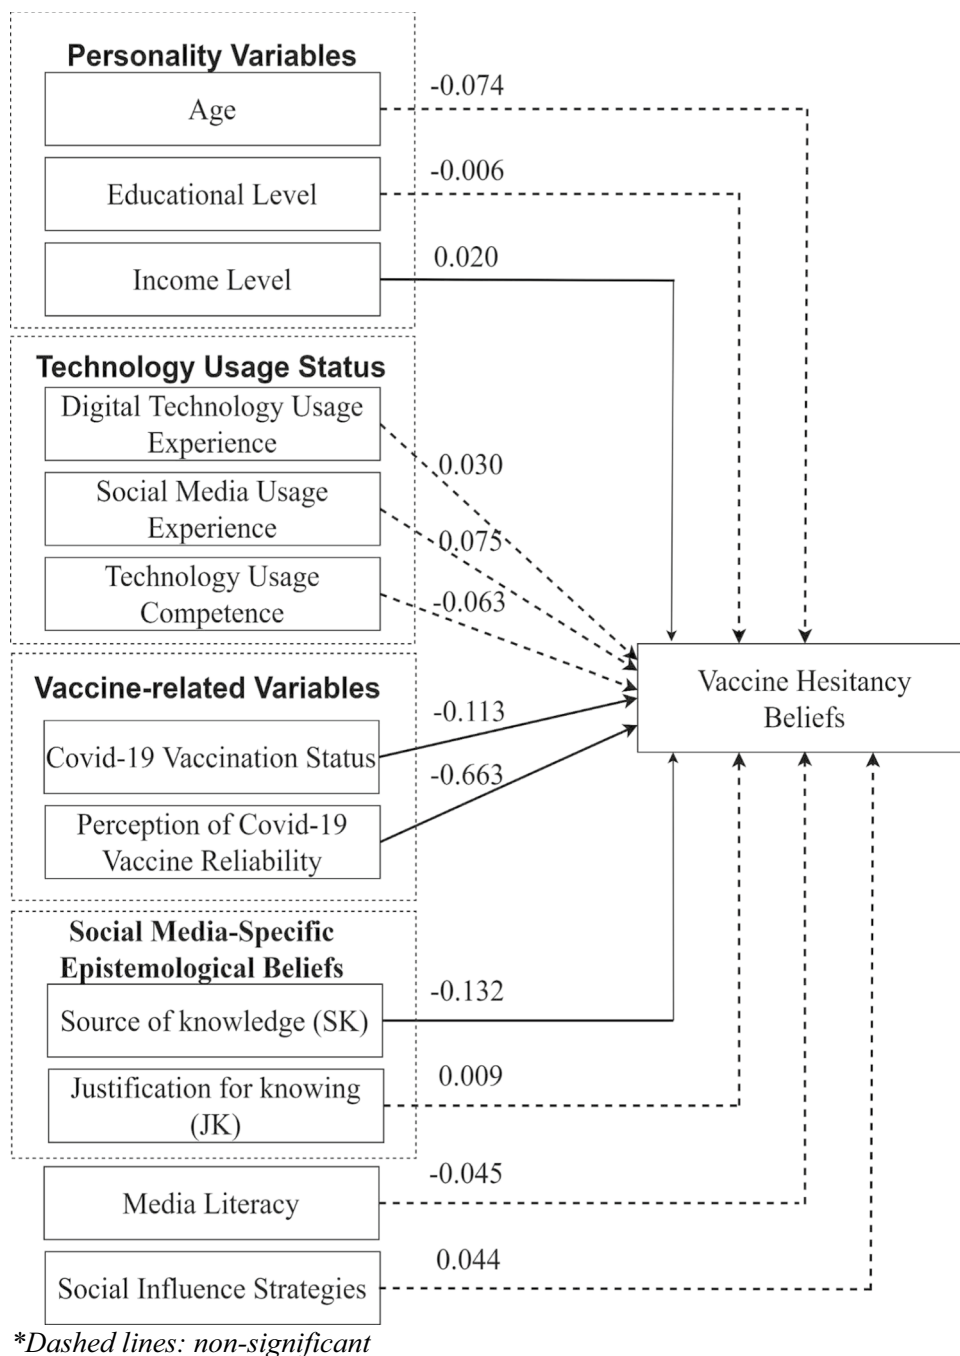 Personality Variables
Age
-0.074
Educational Level
-0.006
Income Level
0.020
Technology Usage Status
Digital Technology Usage
Experience
0.030
Social Media Usage
Experience
0.075
Technology Usage
Competence
-0.063
Vaccine Hesitancy
Beliefs
Vaccine-related Variables
Covid-19 Vaccination Status
-0.113
Perception of Covid-19
Vaccine Reliability
-0.663
Social Media-Specific
Epistemological Beliefs
Source of knowledge (SK)
-0.132
Justification for knowing
(JK)
0.009
Media Literacy
-0.045
Social Influence Strategies
0.044
*Dashed lines: non-significant